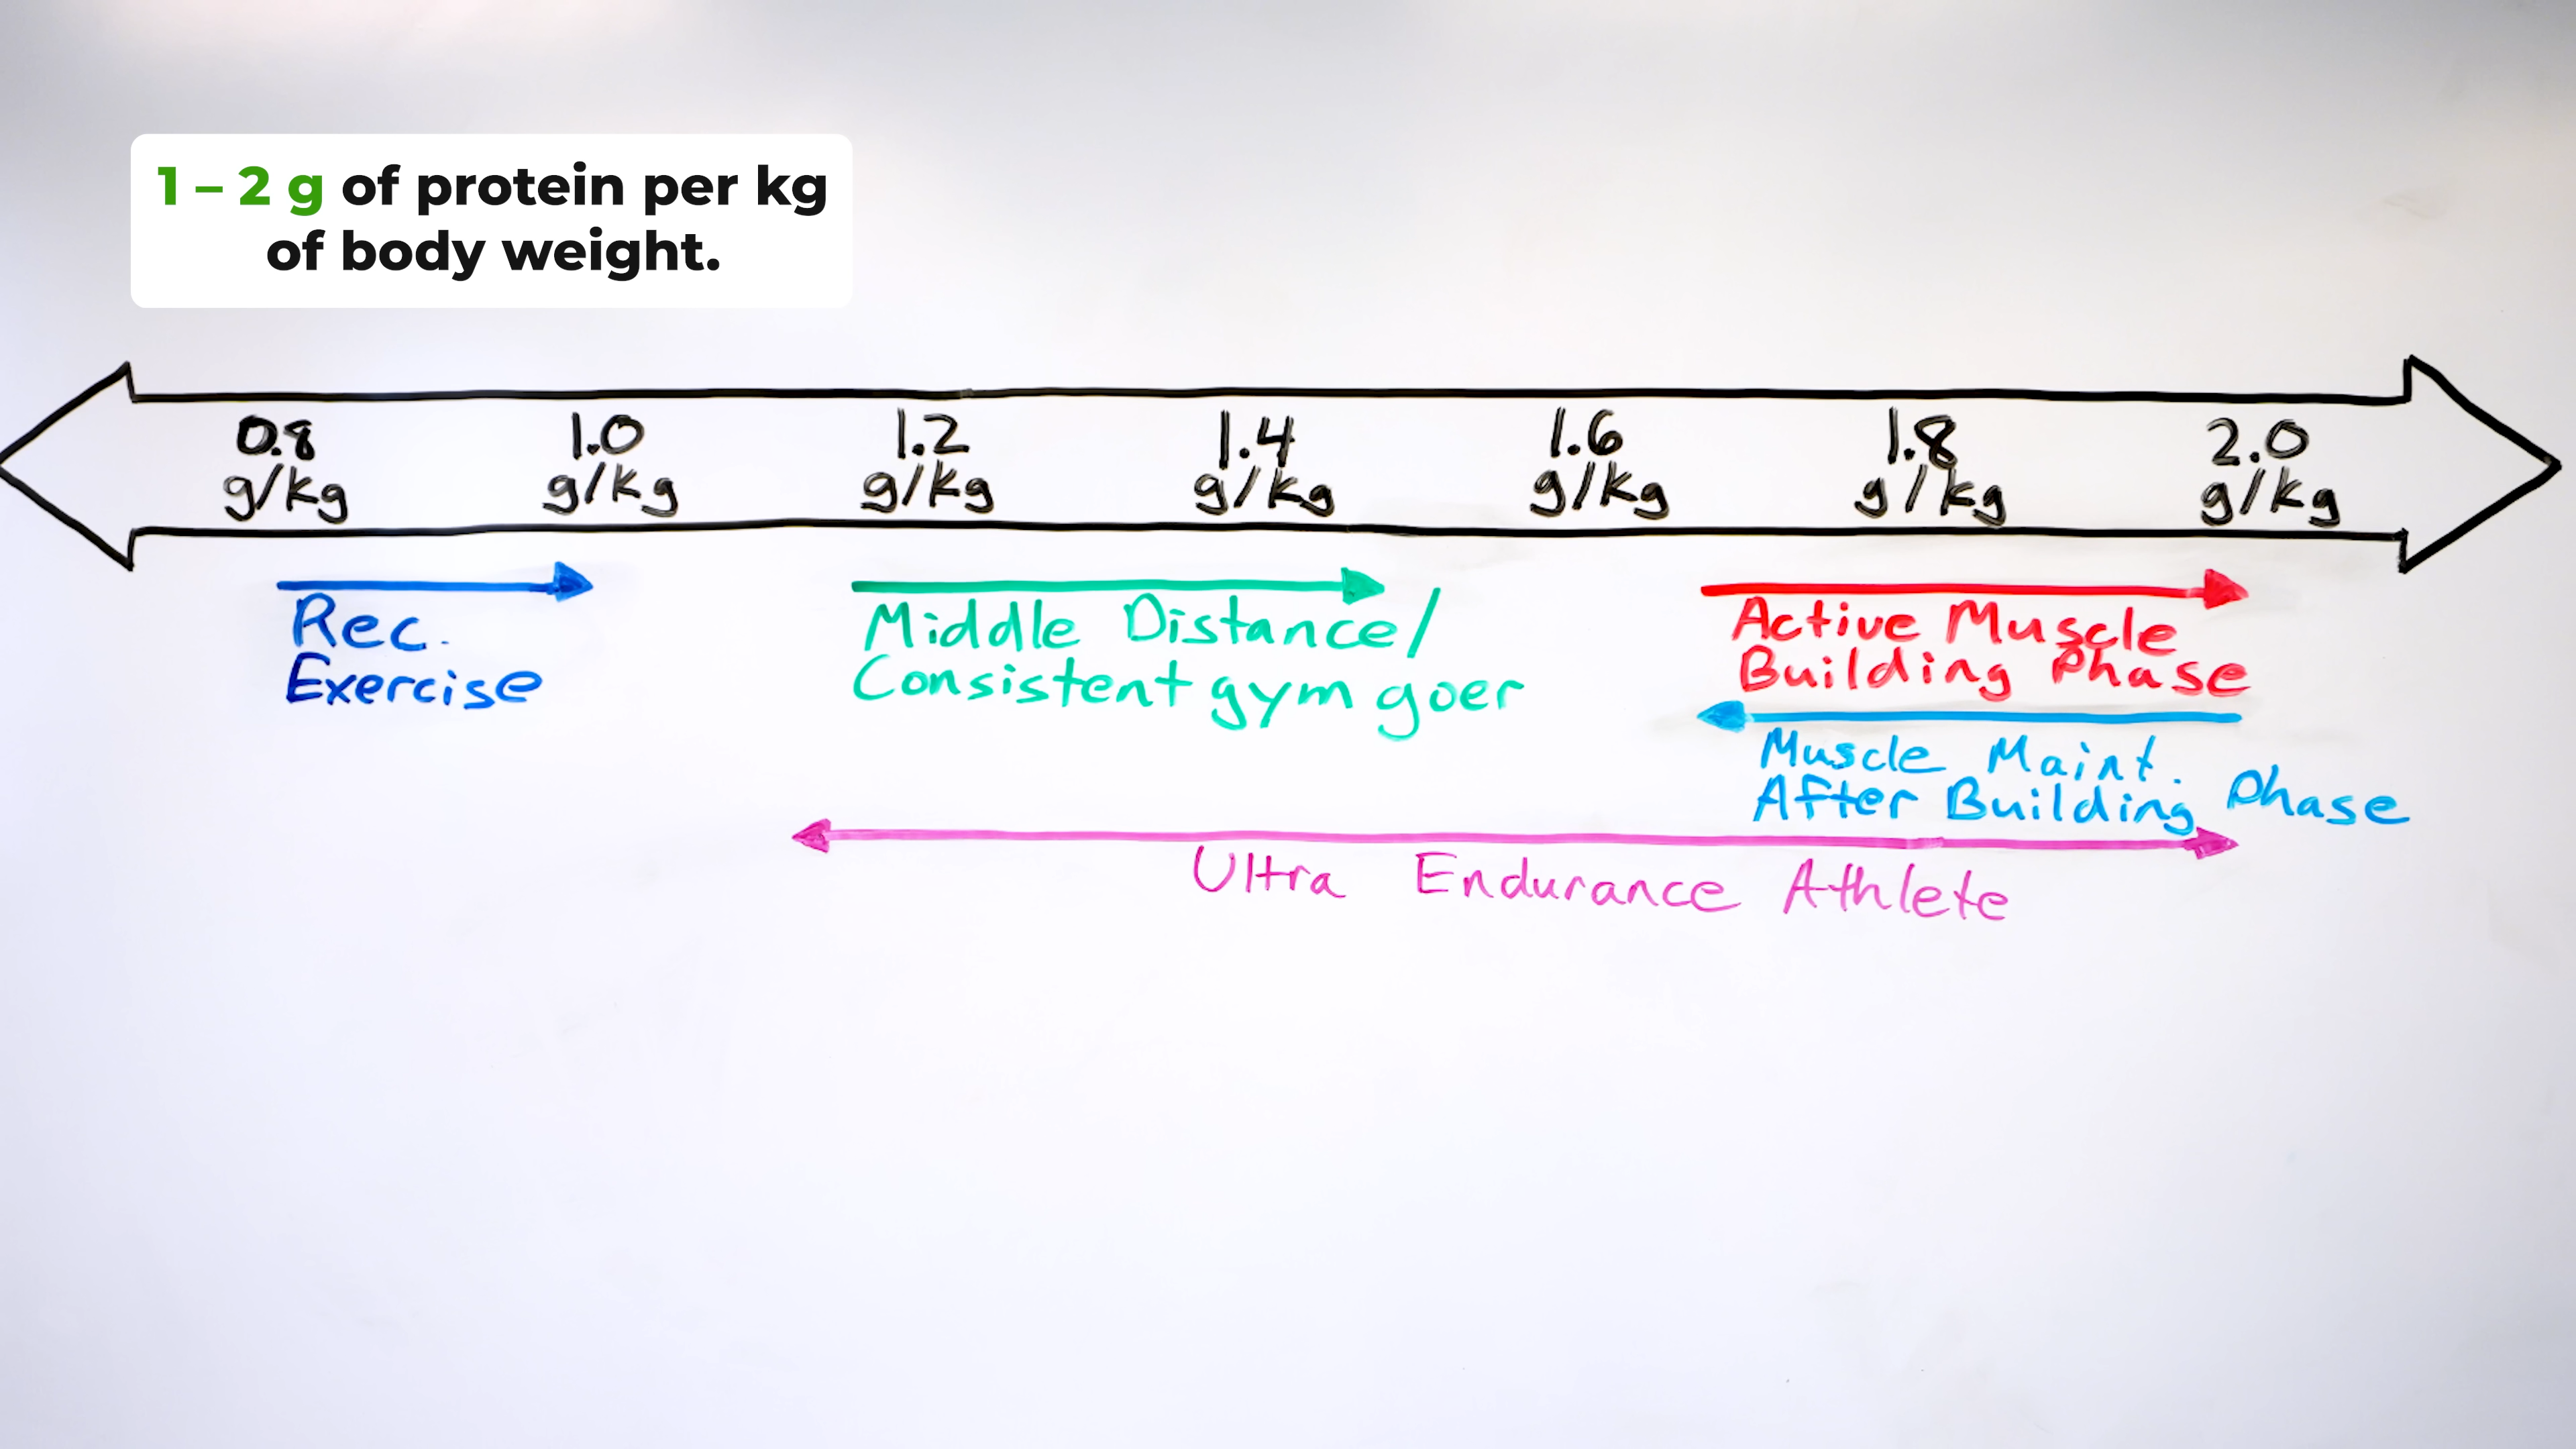 1 – 2 g of protein per kg
of body weight.
0.8 g/kg
1.0 g/kg
1.2 g/kg
1.4 g/kg
1.6 g/kg
1.8 g/kg
2.0 g/kg
Rec.
Exercise
Middle Distance/
Consistent gym goer
Active Muscle
Building Phase
Muscle Maint.
After Building Phase
Ultra Endurance Athlete